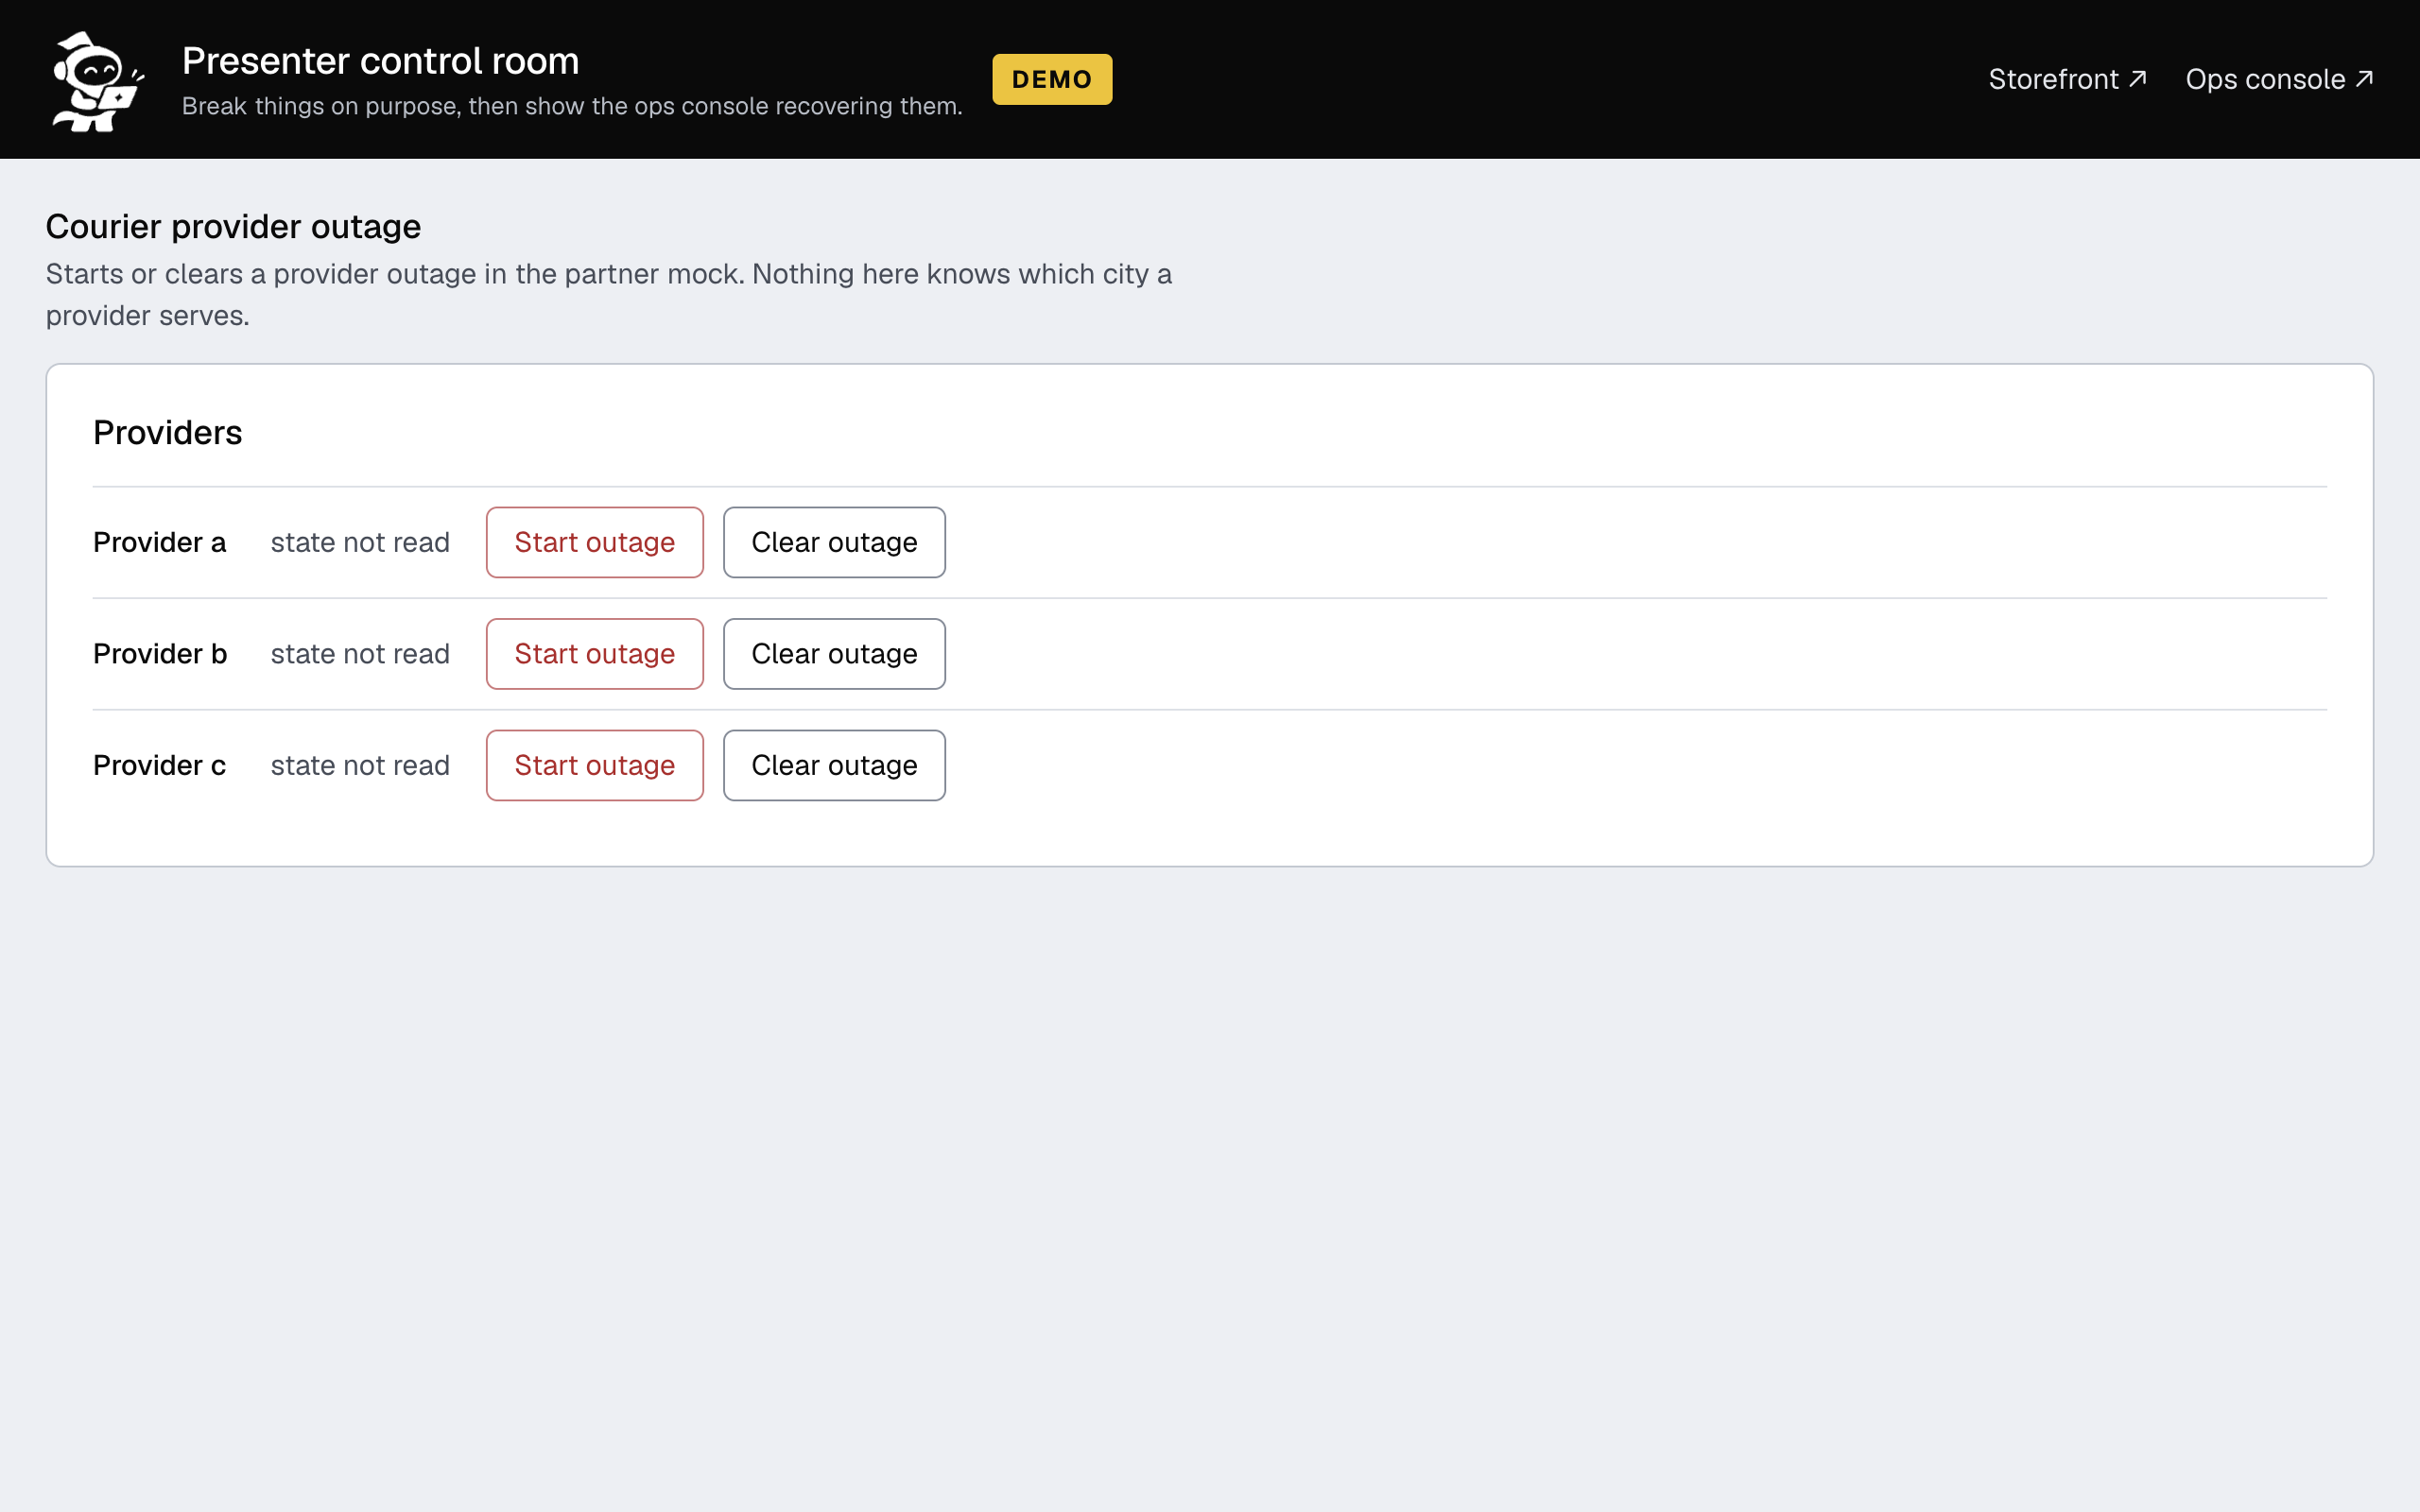 Presenter control room
Break things on purpose, then show the ops console recovering them.
DEMO
Storefront ↗
Ops console ↗
Courier provider outage
Starts or clears a provider outage in the partner mock. Nothing here knows which city a
provider serves.
Providers
Provider a state not read Start outage Clear outage
Provider b state not read Start outage Clear outage
Provider c state not read Start outage Clear outage